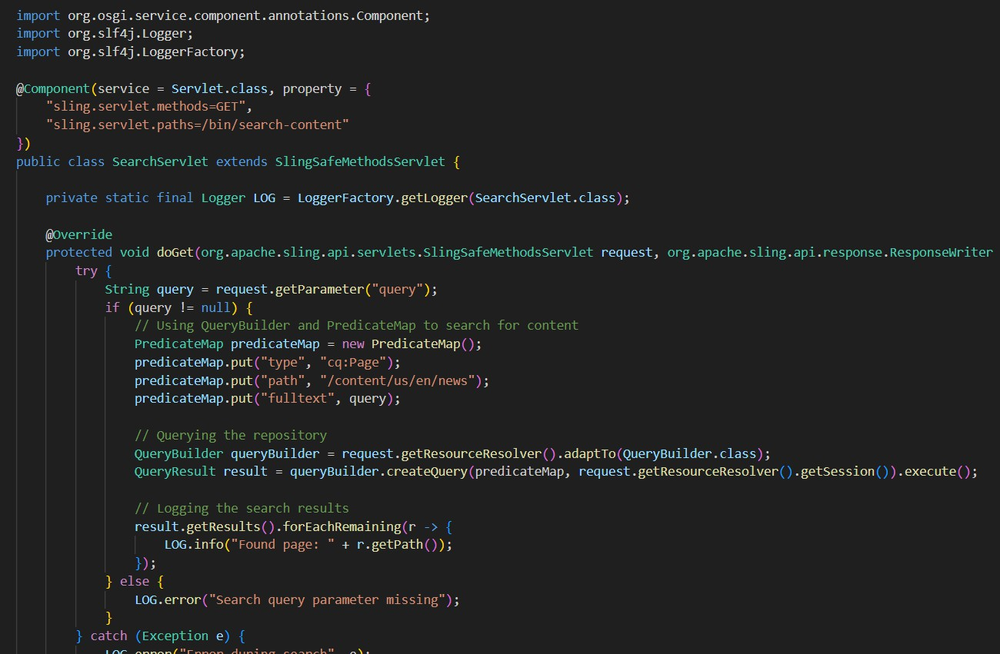 import org.osgi.service.component.annotations.Component;
import org.slf4j.Logger;
import org.slf4j.LoggerFactory;

@Component(service = Servlet.class, property = {
    "sling.servlet.methods=GET",
    "sling.servlet.paths=/bin/search-content"
})
public class SearchServlet extends SlingSafeMethodsServlet {

    private static final Logger LOG = LoggerFactory.getLogger(SearchServlet.class);

    @Override
    protected void doGet(org.apache.sling.api.servlets.SlingSafeMethodsServlet request, org.apache.sling.api.response.ResponseWriter
        try {
            String query = request.getParameter("query");
            if (query != null) {
                // Using QueryBuilder and PredicateMap to search for content
                PredicateMap predicateMap = new PredicateMap();
                predicateMap.put("type", "cq:Page");
                predicateMap.put("path", "/content/us/en/news");
                predicateMap.put("fulltext", query);

                // Querying the repository
                QueryBuilder queryBuilder = request.getResourceResolver().adaptTo(QueryBuilder.class);
                QueryResult result = queryBuilder.createQuery(predicateMap, request.getResourceResolver().getSession()).execute();

                // Logging the search results
                result.getResults().forEachRemaining(r -> {
                    LOG.info("Found page: " + r.getPath());
                });
            } else {
                LOG.error("Search query parameter missing");
            }
        } catch (Exception e) {
            LOG.error("Error during search", e);